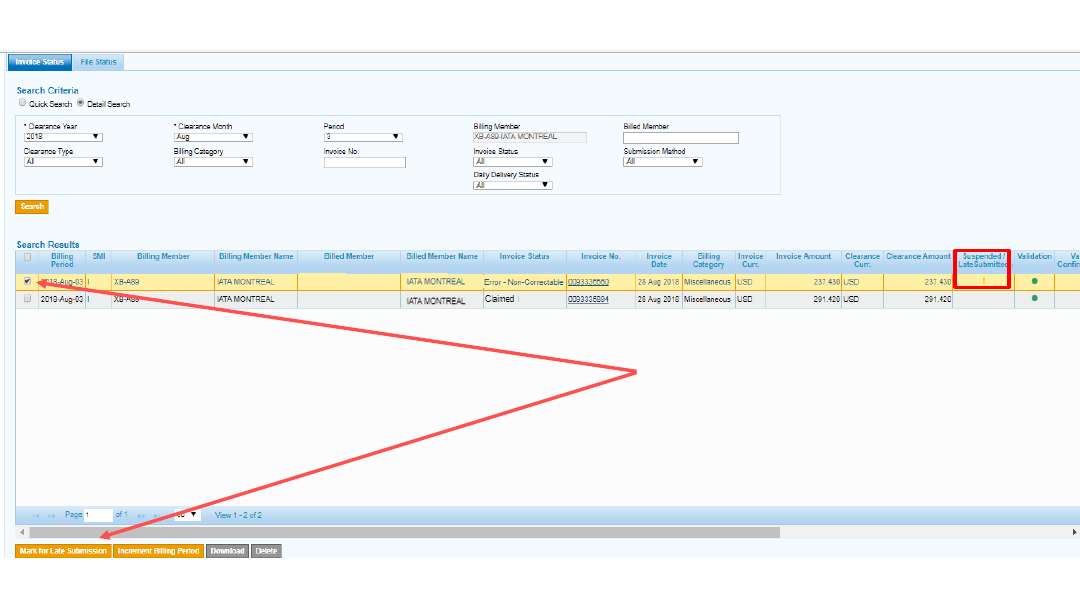 Invoice Status File Status
Search Criteria
Quick Search Detail Search
* Clearance Year * Clearance Month Period Billing Member Billed Member
2018 Aug 3 XB-A89-IATA MONTREAL
Clearance Type Billing Category Invoice No. Invoice Status Submission Method
All All All All
Daily Delivery Status
All
Search
Search Results
Billing Period SMI Billing Member Billing Member Name Billed Member Billed Member Name Invoice Status Invoice No. Invoice Date Billing Category Invoice Curr. Invoice Amount Clearance Curr. Clearance Amount Suspended / Late Submitted Validation
2018-Aug-03 I XB-A89 IATA MONTREAL IATA MONTREAL Error - Non-Correctable 28 Aug 2018 Miscellaneous USD 237.430 USD 237.430 !
2018-Aug-03 I XB-A89 IATA MONTREAL IATA MONTREAL Claimed 28 Aug 2018 Miscellaneous USD 291.420 USD 291.420
Page 1 of 1 View 1 - 2 of 2
Mark for Late Submission Increment Billing Period Download Delete